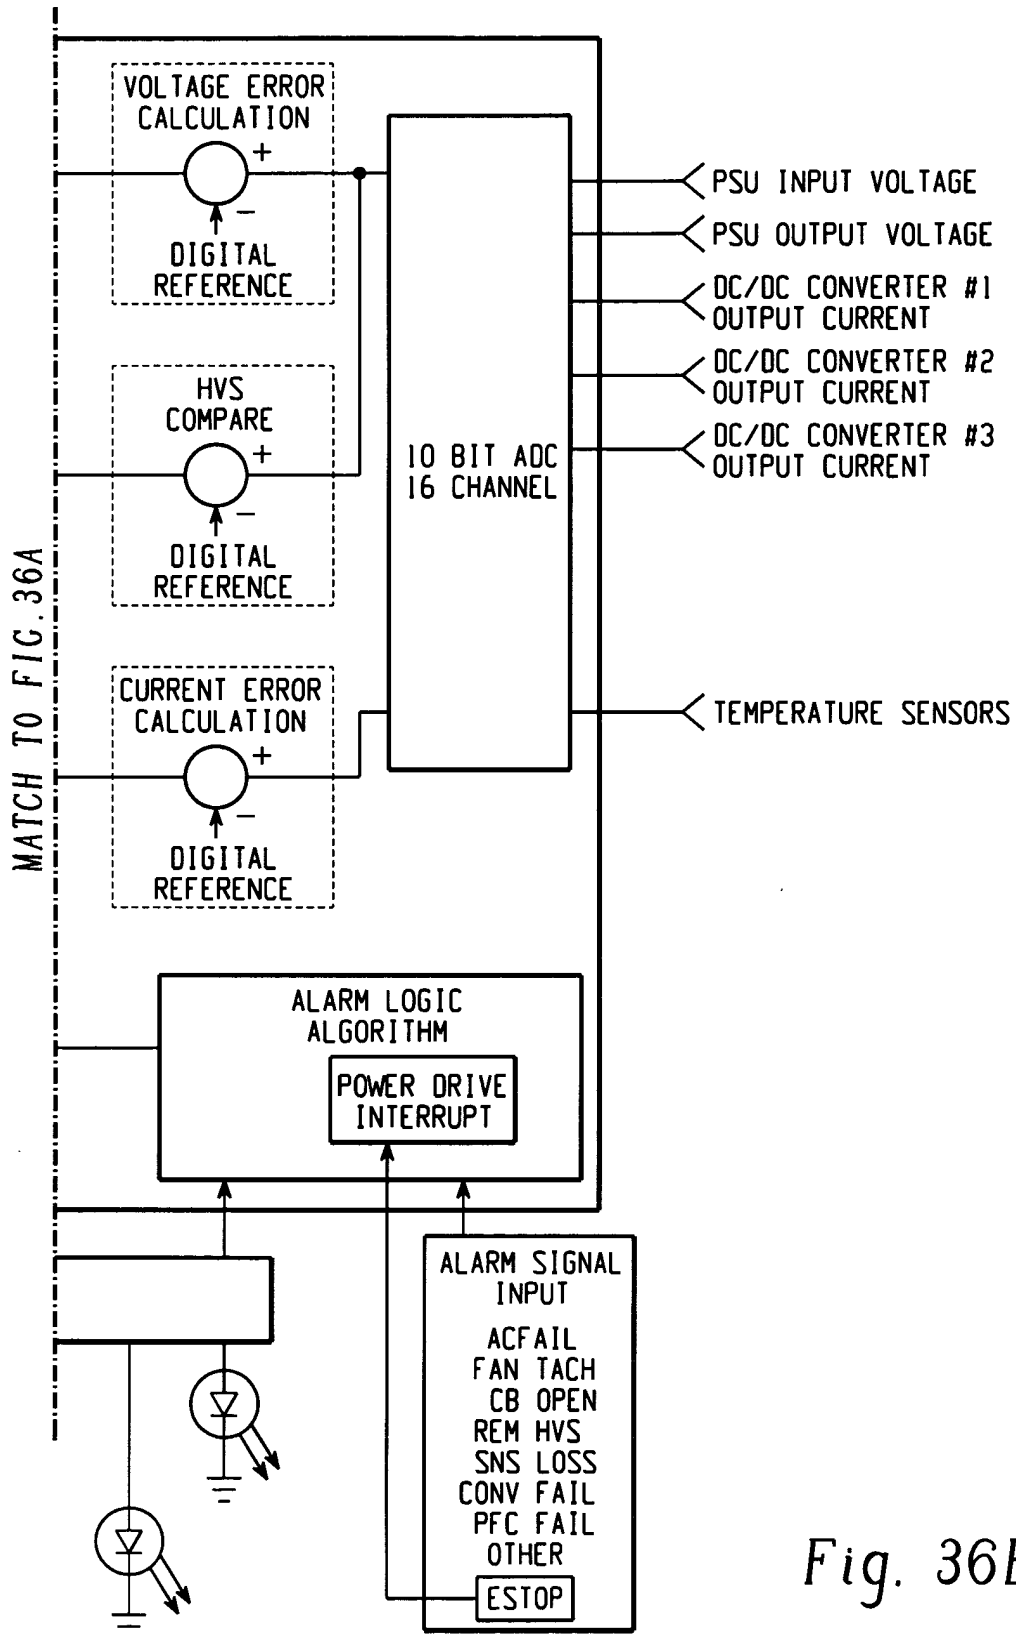 VOLTAGE ERROR
CALCULATION
+
−
DIGITAL
REFERENCE
HVS
COMPARE
+
−
DIGITAL
REFERENCE
CURRENT ERROR
CALCULATION
+
−
DIGITAL
REFERENCE
10 BIT ADC
16 CHANNEL
PSU INPUT VOLTAGE
PSU OUTPUT VOLTAGE
DC/DC CONVERTER #1
OUTPUT CURRENT
DC/DC CONVERTER #2
OUTPUT CURRENT
DC/DC CONVERTER #3
OUTPUT CURRENT
TEMPERATURE SENSORS
MATCH TO FIG. 36A
ALARM LOGIC
ALGORITHM
POWER DRIVE
INTERRUPT
ALARM SIGNAL
INPUT
ACFAIL
FAN TACH
CB OPEN
REM HVS
SNS LOSS
CONV FAIL
PFC FAIL
OTHER
ESTOP
Fig. 36B